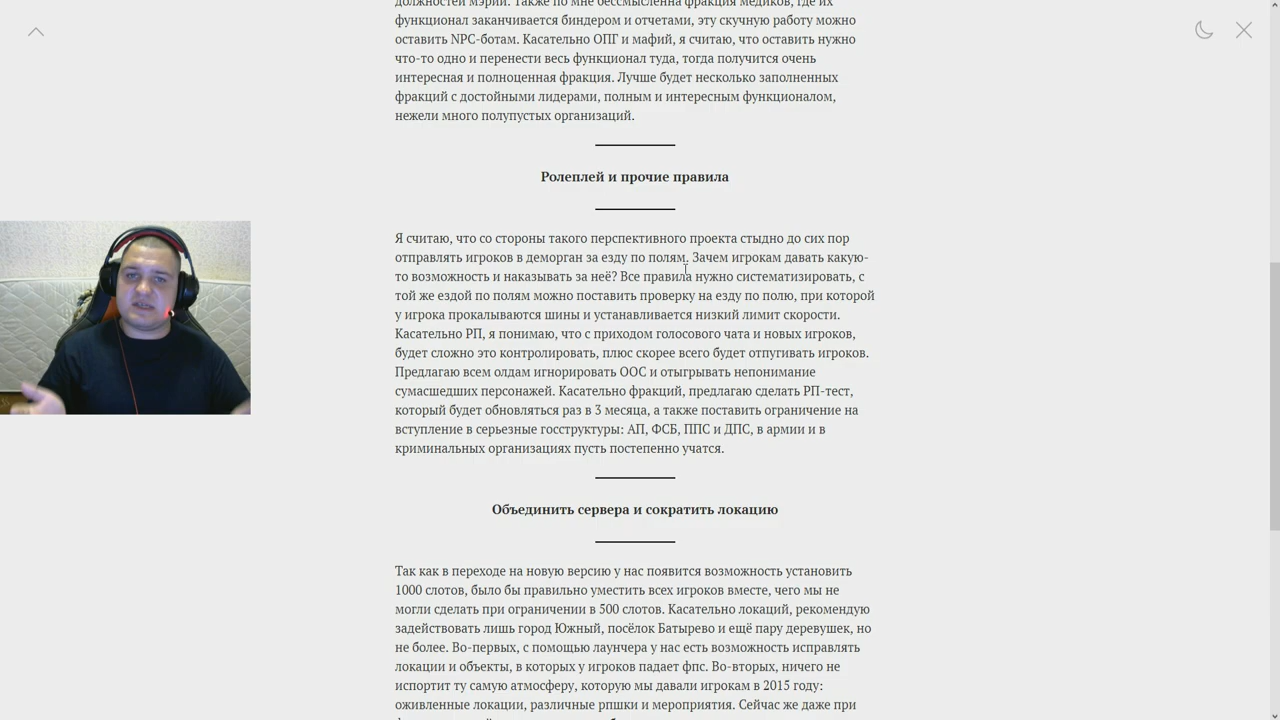 должностей мэрии. Также по мне бессмысленна фракция медиков, где их
функционал заканчивается биндером и отчетами, эту скучную работу можно
оставить NPC-ботам. Касательно ОПГ и мафий, я считаю, что оставить нужно
что-то одно и перенести весь функционал туда, тогда получится очень
интересная и полноценная фракция. Лучше будет несколько заполненных
фракций с достойными лидерами, полным и интересным функционалом,
нежели много полупустых организаций.
Ролеплей и прочие правила
Я считаю, что со стороны такого перспективного проекта стыдно до сих пор
отправлять игроков в деморган за езду по полям. Зачем игрокам давать какую-
то возможность и наказывать за неё? Все правила нужно систематизировать, с
той же ездой по полям можно поставить проверку на езду по полю, при которой
у игрока прокалываются шины и устанавливается низкий лимит скорости.
Касательно РП, я понимаю, что с приходом голосового чата и новых игроков,
будет сложно это контролировать, плюс скорее всего будет отпугивать игроков.
Предлагаю всем олдам игнорировать ООС и отыгрывать непонимание
сумасшедших персонажей. Касательно фракций, предлагаю сделать РП-тест,
который будет обновляться раз в 3 месяца, а также поставить ограничение на
вступление в серьезные госструктуры: АП, ФСБ, ППС и ДПС, в армии и в
криминальных организациях пусть постепенно учатся.
Объединить сервера и сократить локацию
Так как в переходе на новую версию у нас появится возможность установить
1000 слотов, было бы правильно уместить всех игроков вместе, чего мы не
могли сделать при ограничении в 500 слотов. Касательно локаций, рекомендую
задействовать лишь город Южный, посёлок Батырево и ещё пару деревушек, но
не более. Во-первых, с помощью лаунчера у нас есть возможность исправлять
локации и объекты, в которых у игроков падает фпс. Во-вторых, ничего не
испортит ту самую атмосферу, которую мы давали игрокам в 2015 году:
оживленные локации, различные рпшки и мероприятия. Сейчас же даже при